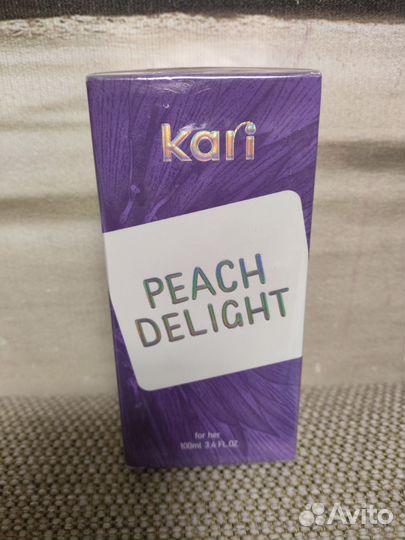 kari
PEACH
DELIGHT
for her
100ml 3.4 FL.OZ
Avito